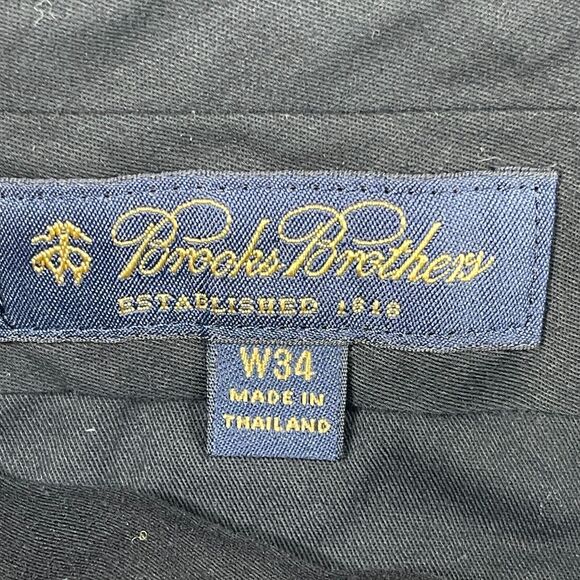 Brooks Brothers
ESTABLISHED 1818
W34
MADE IN
THAILAND